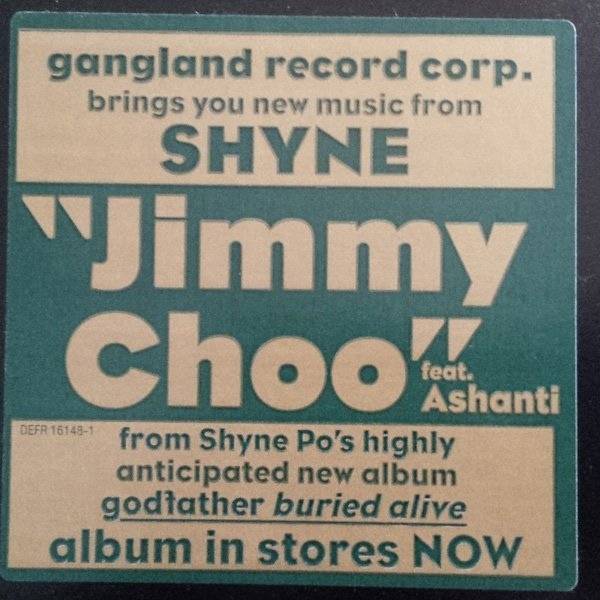 gangland record corp.
brings you new music from
SHYNE
"Jimmy
Choo"
feat.
Ashanti
DEFR 16148-1
from Shyne Po's highly
anticipated new album
godfather buried alive
album in stores NOW